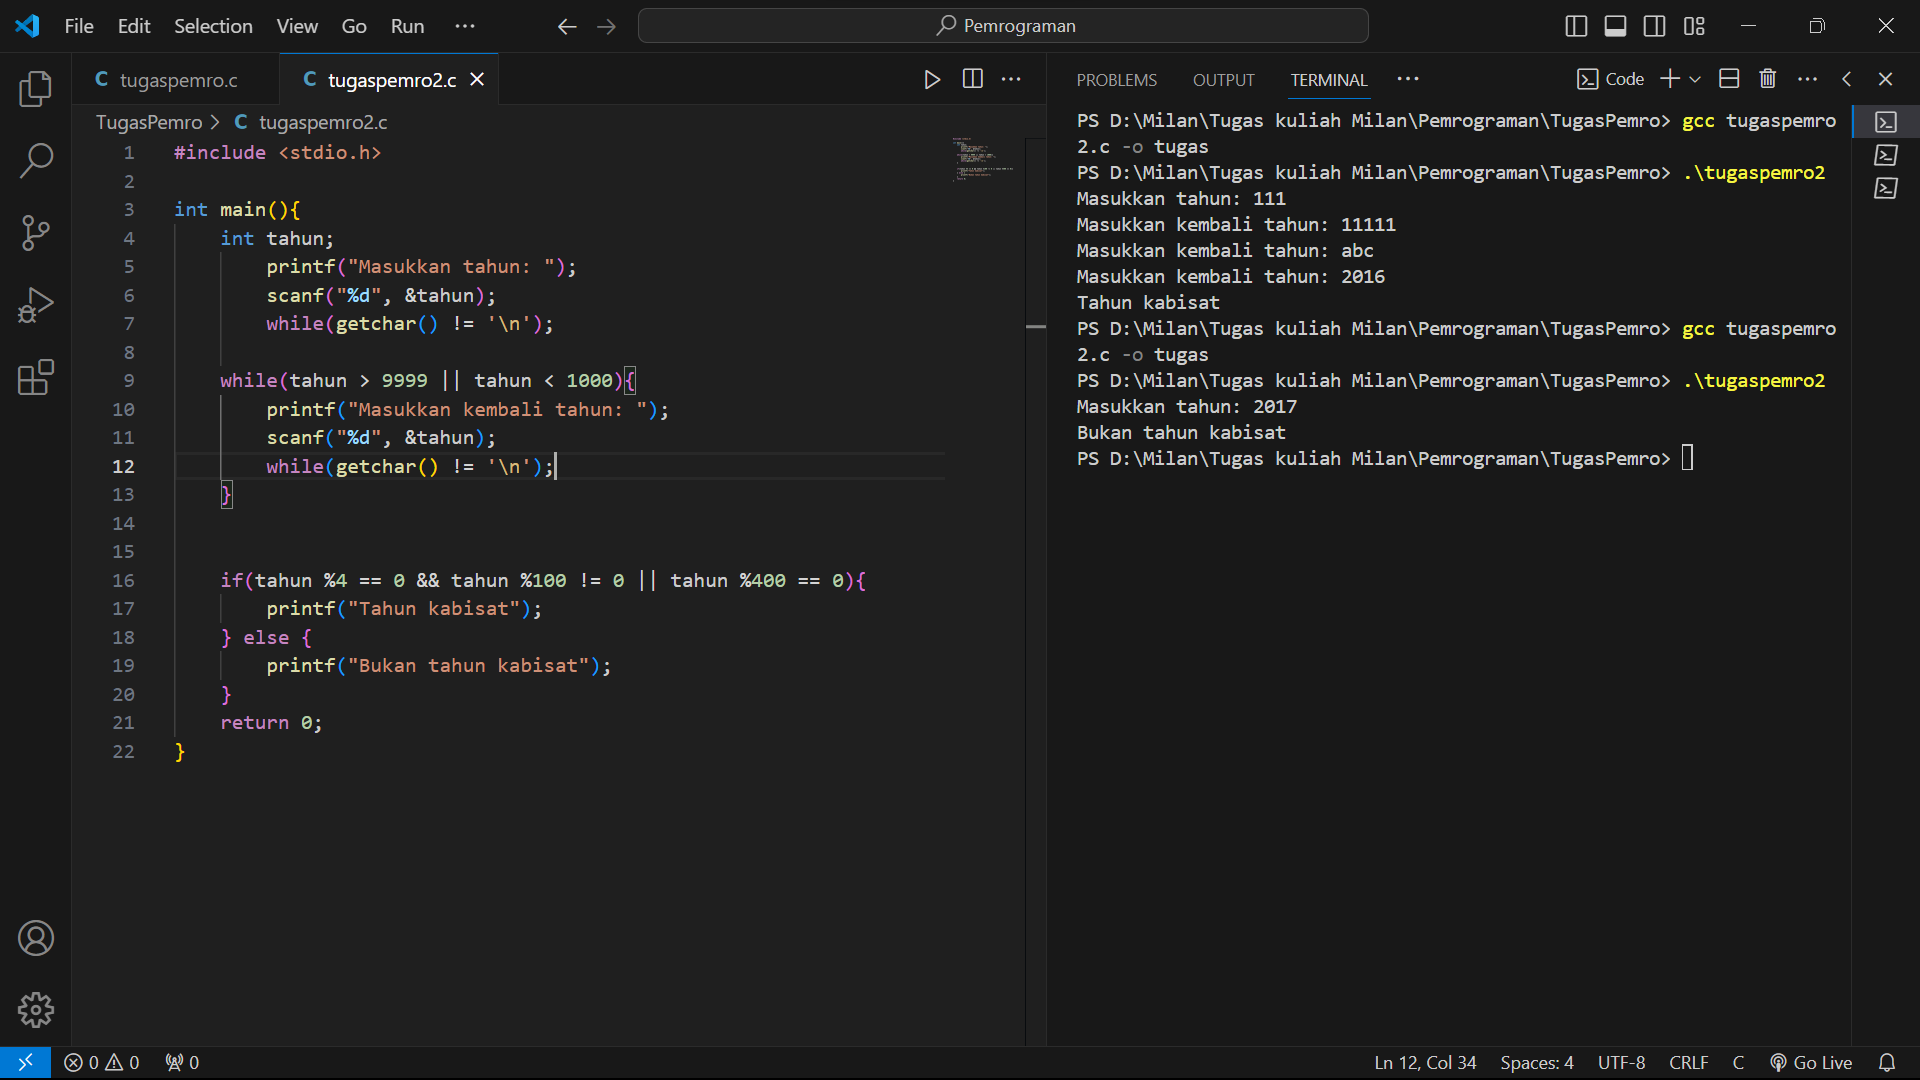 File Edit Selection View Go Run ··· Pemrograman
tugaspemro.c
tugaspemro2.c
TugasPemro > C tugaspemro2.c
1 #include <stdio.h>
2
3 int main(){
4 int tahun;
5 printf("Masukkan tahun: ");
6 scanf("%d", &tahun);
7 while(getchar() != '\n');
8
9 while(tahun > 9999 || tahun < 1000){
10 printf("Masukkan kembali tahun: ");
11 scanf("%d", &tahun);
12 while(getchar() != '\n');
13 }
14
15
16 if(tahun %4 == 0 && tahun %100 != 0 || tahun %400 == 0){
17 printf("Tahun kabisat");
18 } else {
19 printf("Bukan tahun kabisat");
20 }
21 return 0;
22 }
PROBLEMS OUTPUT TERMINAL ··· Code
PS D:\Milan\Tugas kuliah Milan\Pemrograman\TugasPemro> gcc tugaspemro
2.c -o tugas
PS D:\Milan\Tugas kuliah Milan\Pemrograman\TugasPemro> .\tugaspemro2
Masukkan tahun: 111
Masukkan kembali tahun: 11111
Masukkan kembali tahun: abc
Masukkan kembali tahun: 2016
Tahun kabisat
PS D:\Milan\Tugas kuliah Milan\Pemrograman\TugasPemro> gcc tugaspemro
2.c -o tugas
PS D:\Milan\Tugas kuliah Milan\Pemrograman\TugasPemro> .\tugaspemro2
Masukkan tahun: 2017
Bukan tahun kabisat
PS D:\Milan\Tugas kuliah Milan\Pemrograman\TugasPemro>
0 0 0 Ln 12, Col 34 Spaces: 4 UTF-8 CRLF C Go Live